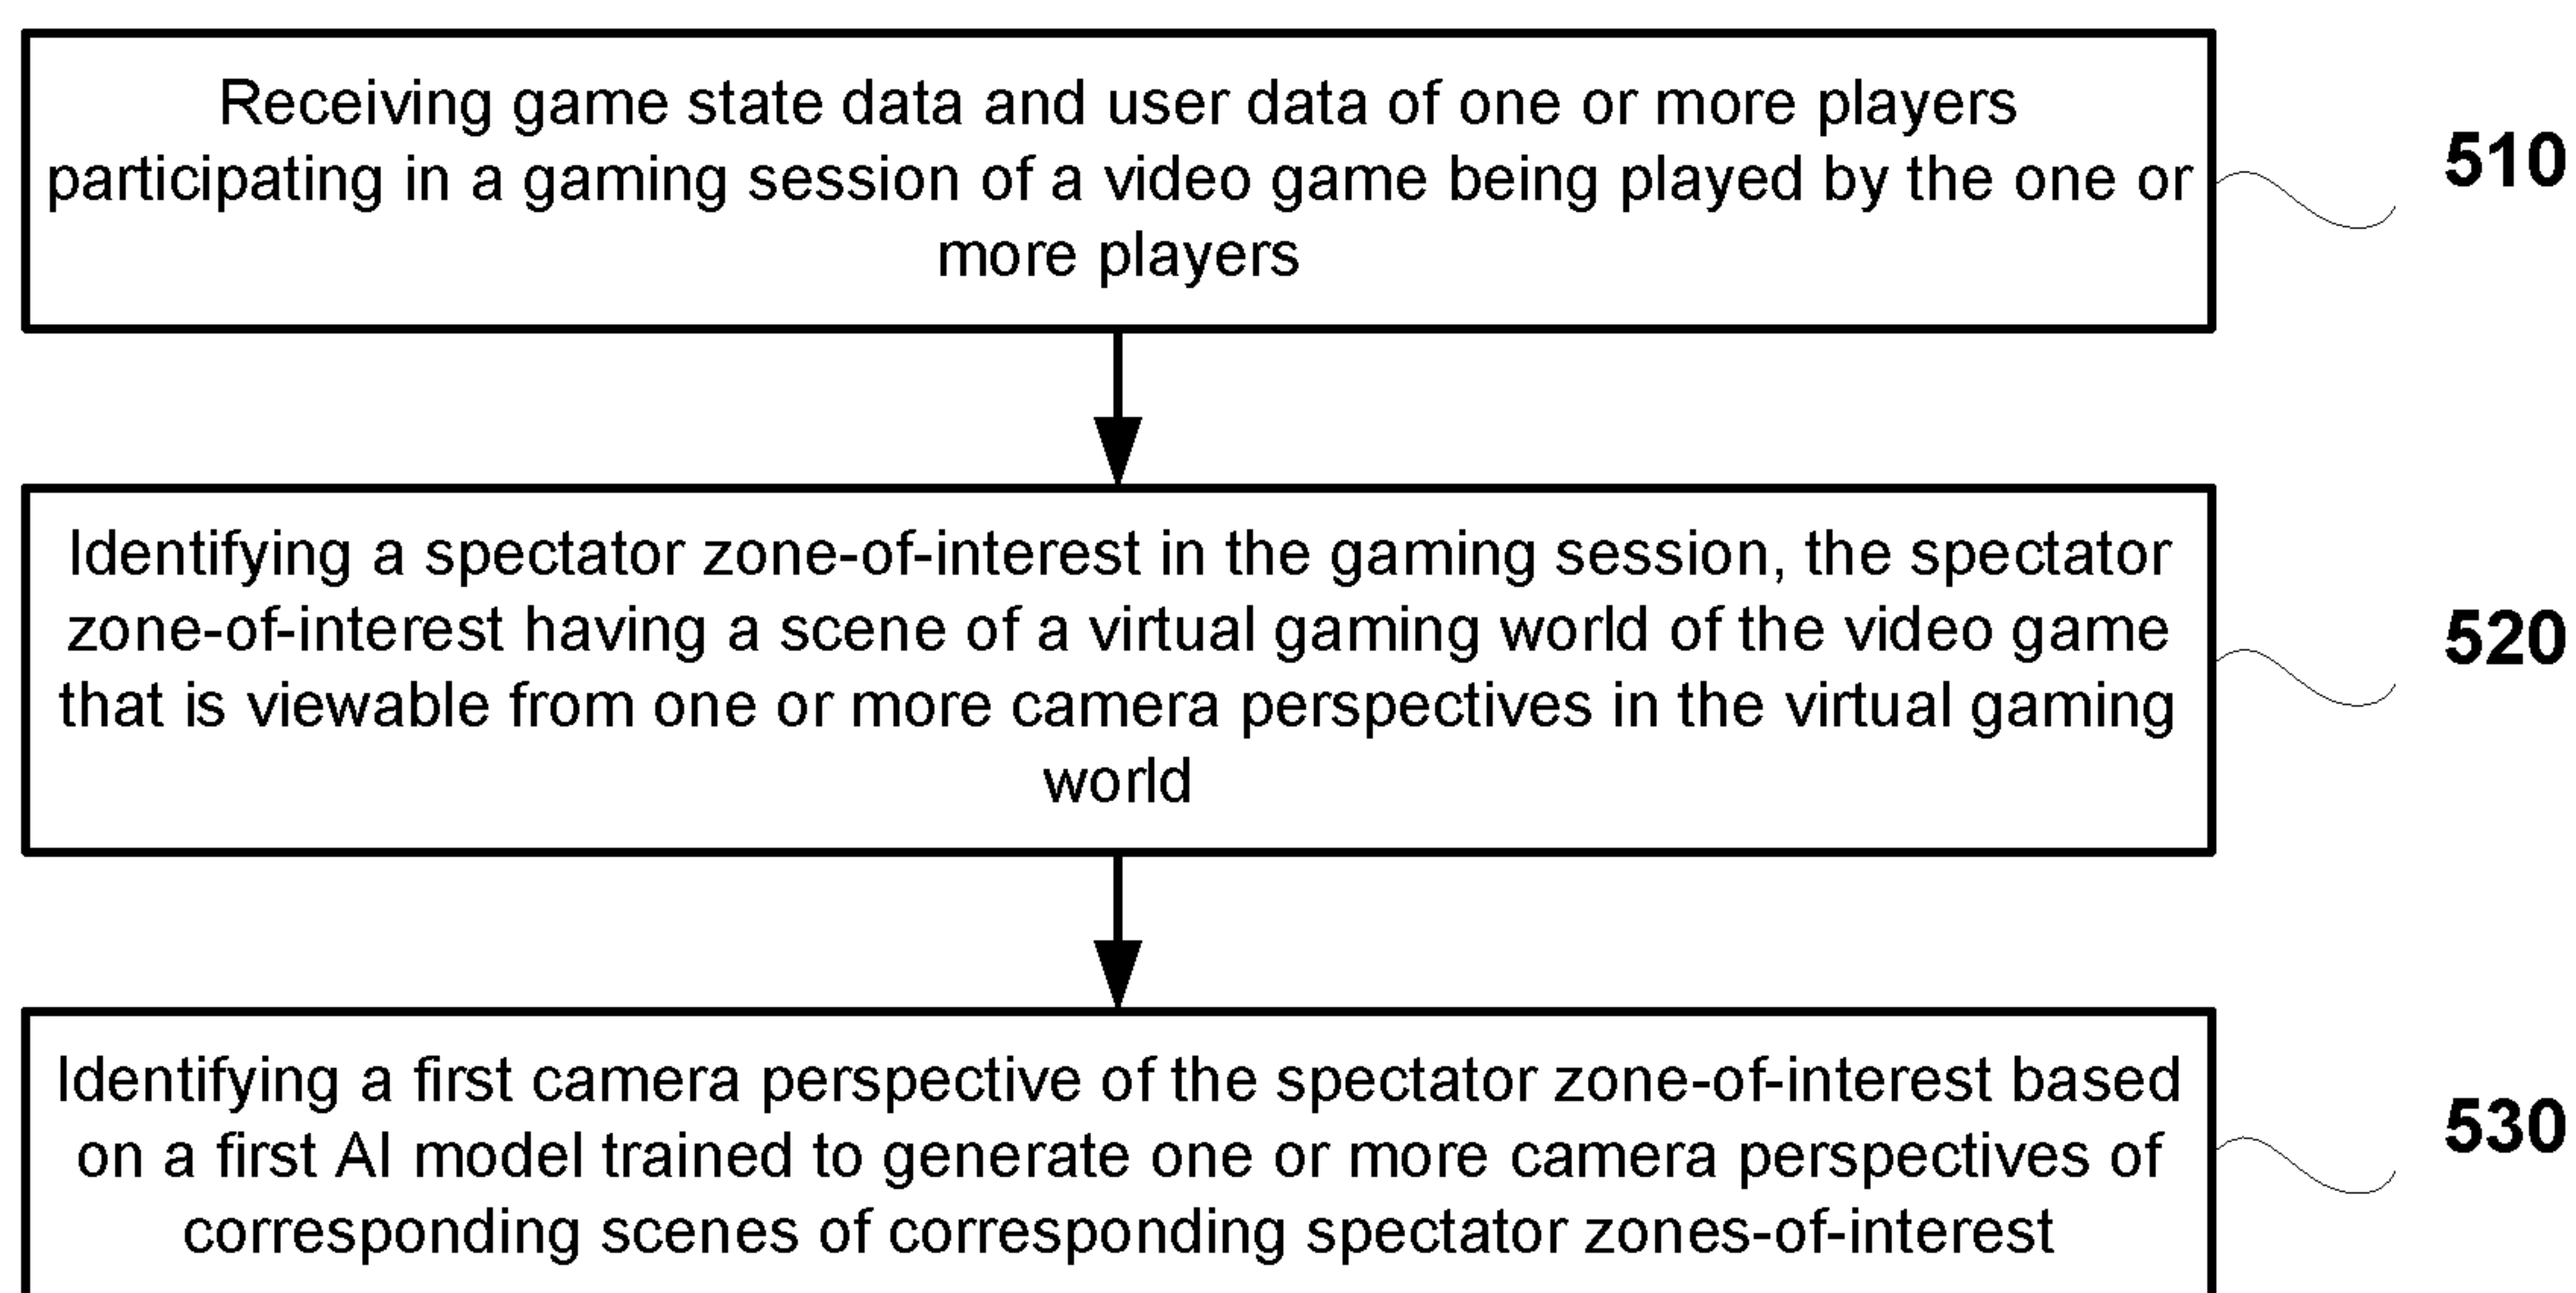 Receiving game state data and user data of one or more players
participating in a gaming session of a video game being played by the one or
more players
510
Identifying a spectator zone-of-interest in the gaming session, the spectator
zone-of-interest having a scene of a virtual gaming world of the video game
that is viewable from one or more camera perspectives in the virtual gaming
world
520
Identifying a first camera perspective of the spectator zone-of-interest based
on a first AI model trained to generate one or more camera perspectives of
corresponding scenes of corresponding spectator zones-of-interest
530